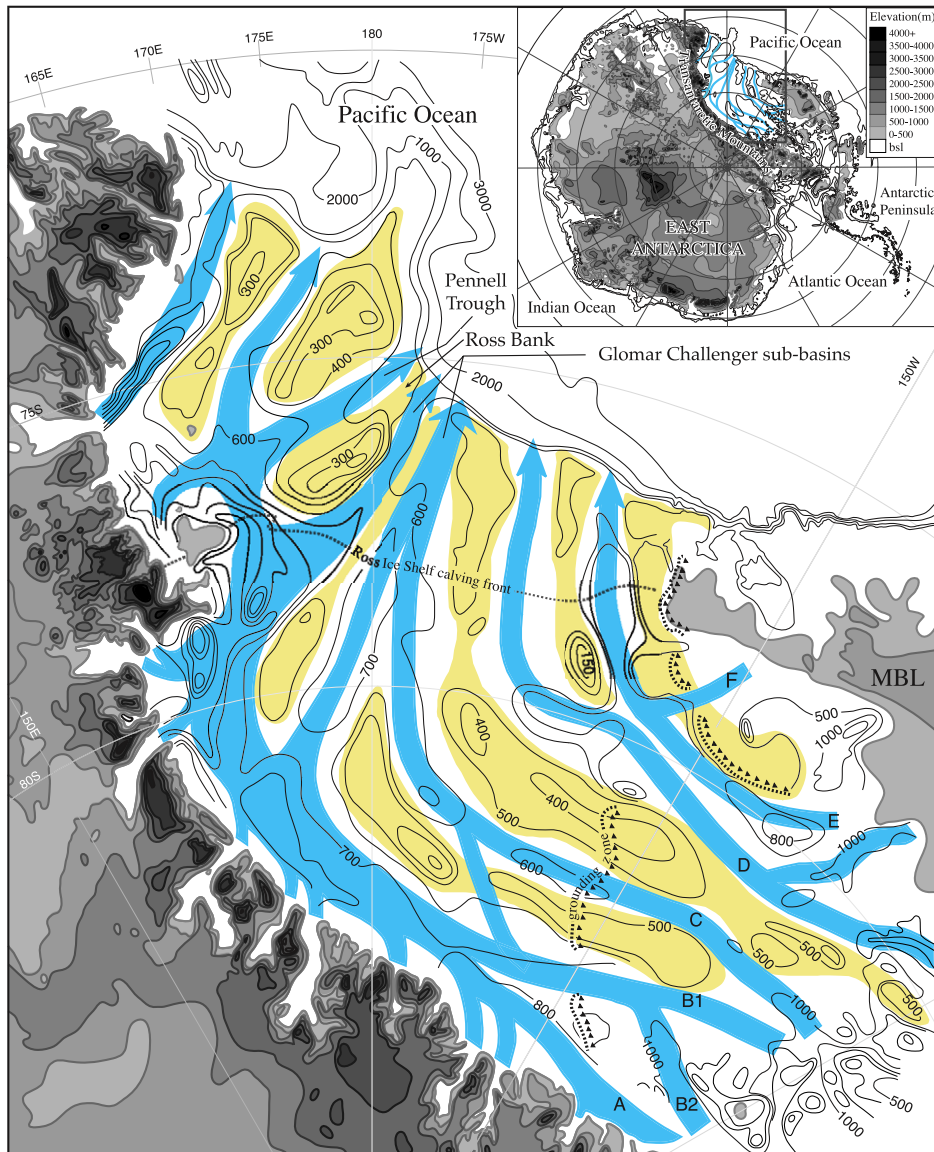 165E
170E
175E
180
175W
Pacific Ocean
1000
2000
3000
Pacific Ocean
Transantarctic Mountains
EAST
ANTARCTICA
Indian Ocean
Atlantic Ocean
Antarctic
Peninsula
Elevation(m)
4000+
3500-4000
3000-3500
2500-3000
2000-2500
1500-2000
1000-1500
500-1000
0-500
bsl
300
Pennell
Trough
300
400
Ross Bank
Glomar Challenger sub-basins
2000
150W
75S
600
300
600
Ross Ice Shelf calving front
150
700
F
MBL
500
1000
150E
80S
400
400
500
E
800
1000
D
700
600
grounding zone
C
500
500
500
500
B1
1000
800
1000
A
B2
500
1000